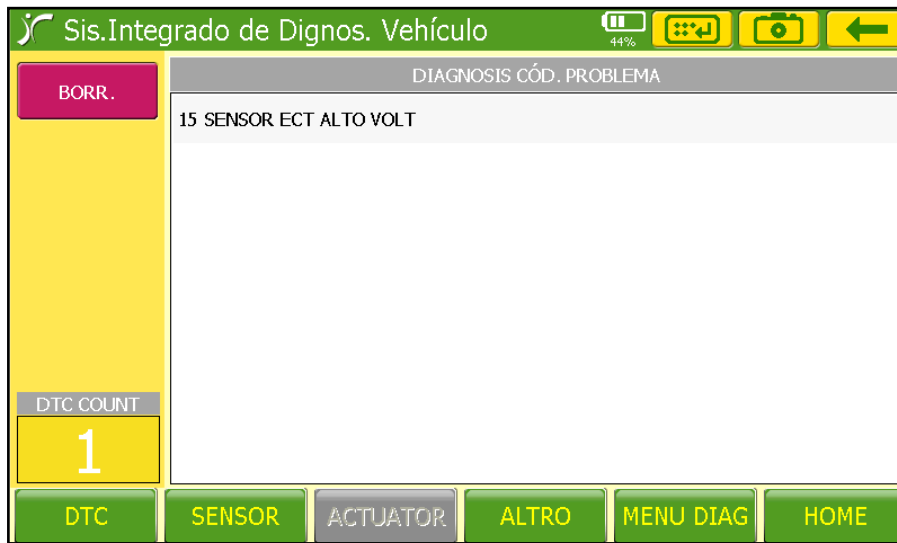 Sis.Integrado de Dignos. Vehículo
44%
BORR.
DIAGNOSIS CÓD. PROBLEMA
15 SENSOR ECT ALTO VOLT
DTC COUNT
1
DTC
SENSOR
ACTUATOR
ALTRO
MENU DIAG
HOME